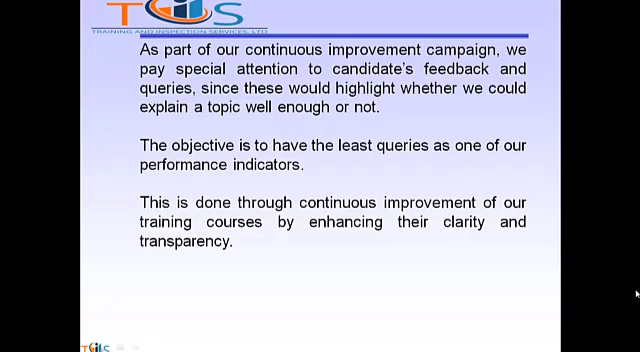 TIS
TRAINING AND INSPECTION SERVICES, LTD
As part of our continuous improvement campaign, we
pay special attention to candidate's feedback and
queries, since these would highlight whether we could
explain a topic well enough or not.
The objective is to have the least queries as one of our
performance indicators.
This is done through continuous improvement of our
training courses by enhancing their clarity and
transparency.
TIS